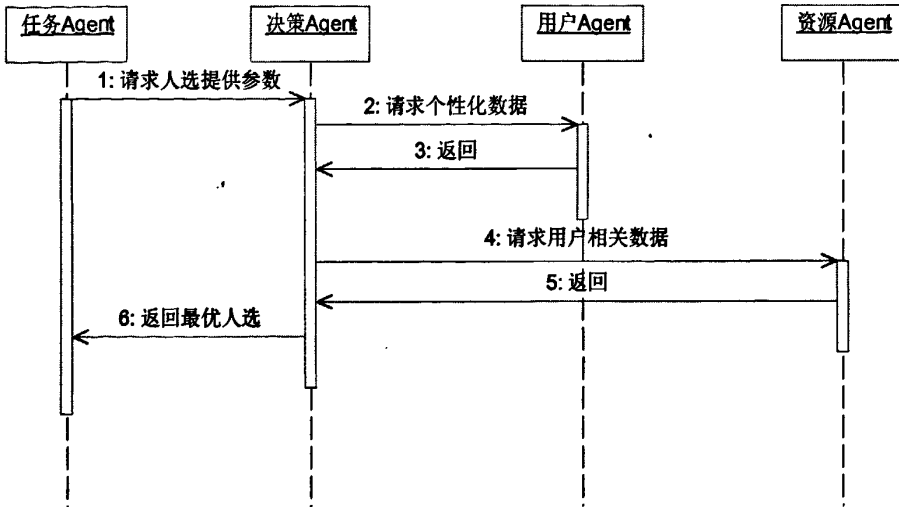 任务Agent
决策Agent
用户Agent
资源Agent
1: 请求人选提供参数
2: 请求个性化数据
3: 返回
4: 请求用户相关数据
5: 返回
6: 返回最优人选